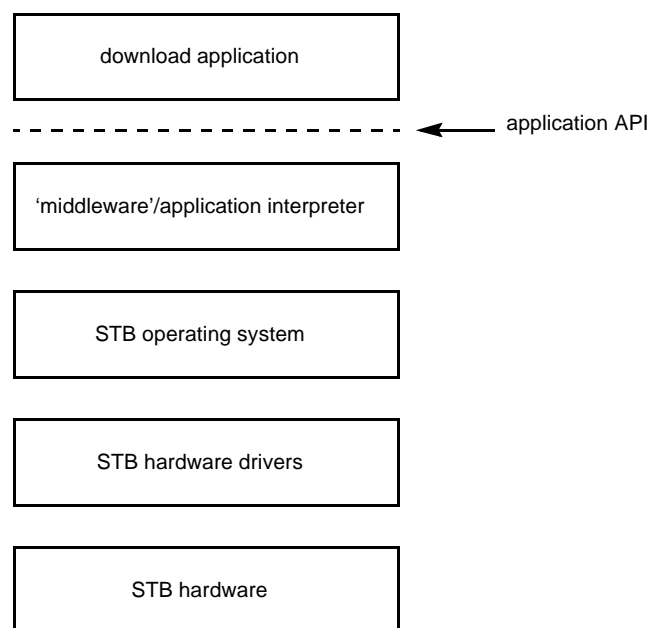 download application
application API
‘middleware’/application interpreter
STB operating system
STB hardware drivers
STB hardware